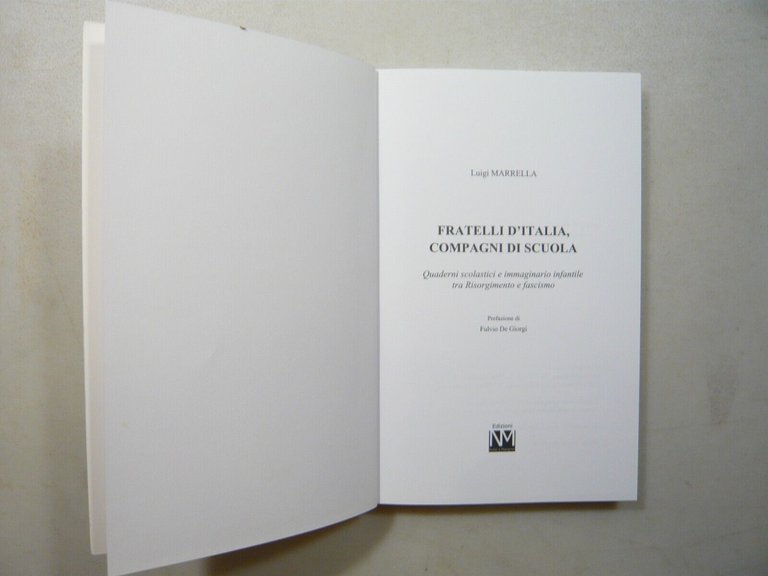 Luigi MARRELLA
FRATELLI D'ITALIA,
COMPAGNI DI SCUOLA
Quaderni scolastici e immaginario infantile
tra Risorgimento e fascismo
Prefazione di
Fulvio De Giorgi
Edizioni
NM